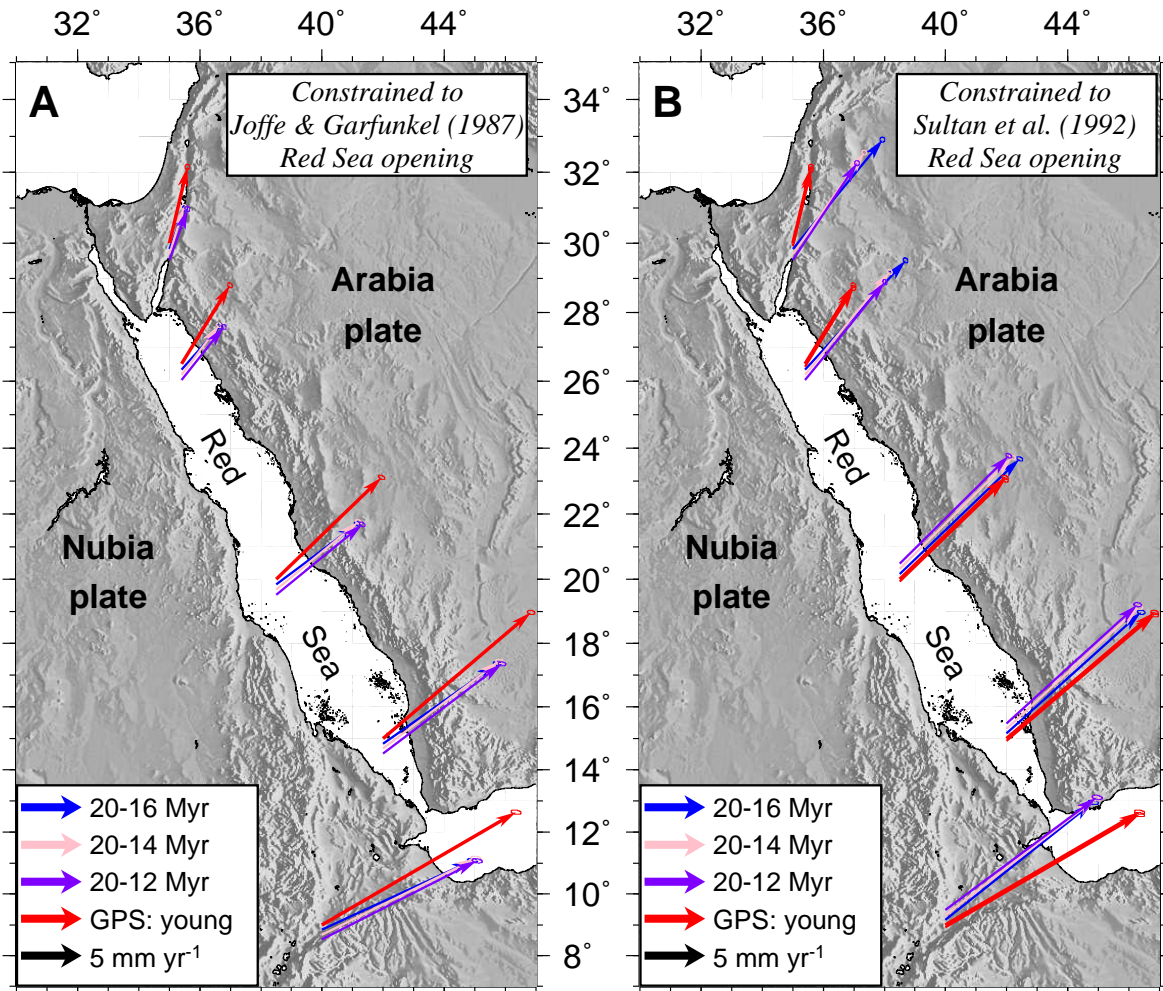 32° 36° 40° 44° 32° 36° 40° 44°
A
Constrained to
Joffe & Garfunkel (1987)
Red Sea opening
34°
32°
30°
28°
26°
24°
22°
20°
18°
16°
14°
12°
10°
8°
Arabia
plate
Red
Sea
Nubia
plate
20-16 Myr
20-14 Myr
20-12 Myr
GPS: young
5 mm yr⁻¹
B
Constrained to
Sultan et al. (1992)
Red Sea opening
Arabia
plate
Red
Sea
Nubia
plate
20-16 Myr
20-14 Myr
20-12 Myr
GPS: young
5 mm yr⁻¹